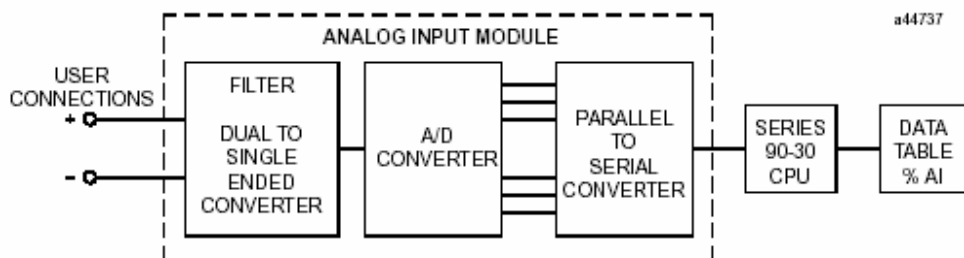 a44737
ANALOG INPUT MODULE
USER
CONNECTIONS
+
-
FILTER
DUAL TO
SINGLE
ENDED
CONVERTER
A/D
CONVERTER
PARALLEL
TO
SERIAL
CONVERTER
SERIES
90-30
CPU
DATA
TABLE
% AI